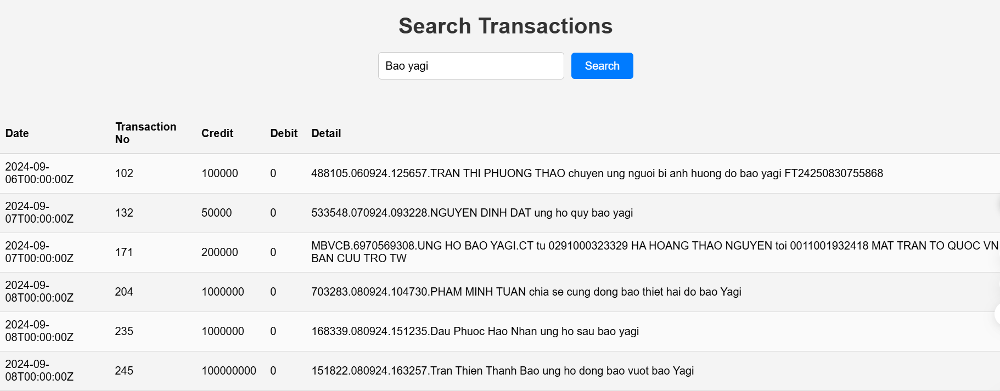 Search Transactions
Bao yagi
Search
Date
Transaction
No
Credit
Debit
Detail
2024-09-
06T00:00:00Z
102
100000
0
488105.060924.125657.TRAN THI PHUONG THAO chuyen ung nguoi bi anh huong do bao yagi FT24250830755868
2024-09-
07T00:00:00Z
132
50000
0
533548.070924.093228.NGUYEN DINH DAT ung ho quy bao yagi
2024-09-
07T00:00:00Z
171
200000
0
MBVCB.6970569308.UNG HO BAO YAGI.CT tu 0291000323329 HA HOANG THAO NGUYEN toi 0011001932418 MAT TRAN TO QUOC VN
BAN CUU TRO TW
2024-09-
08T00:00:00Z
204
1000000
0
703283.080924.104730.PHAM MINH TUAN chia se cung dong bao thiet hai do bao Yagi
2024-09-
08T00:00:00Z
235
1000000
0
168339.080924.151235.Dau Phuoc Hao Nhan ung ho sau bao yagi
2024-09-
08T00:00:00Z
245
100000000
0
151822.080924.163257.Tran Thien Thanh Bao ung ho dong bao vuot bao Yagi